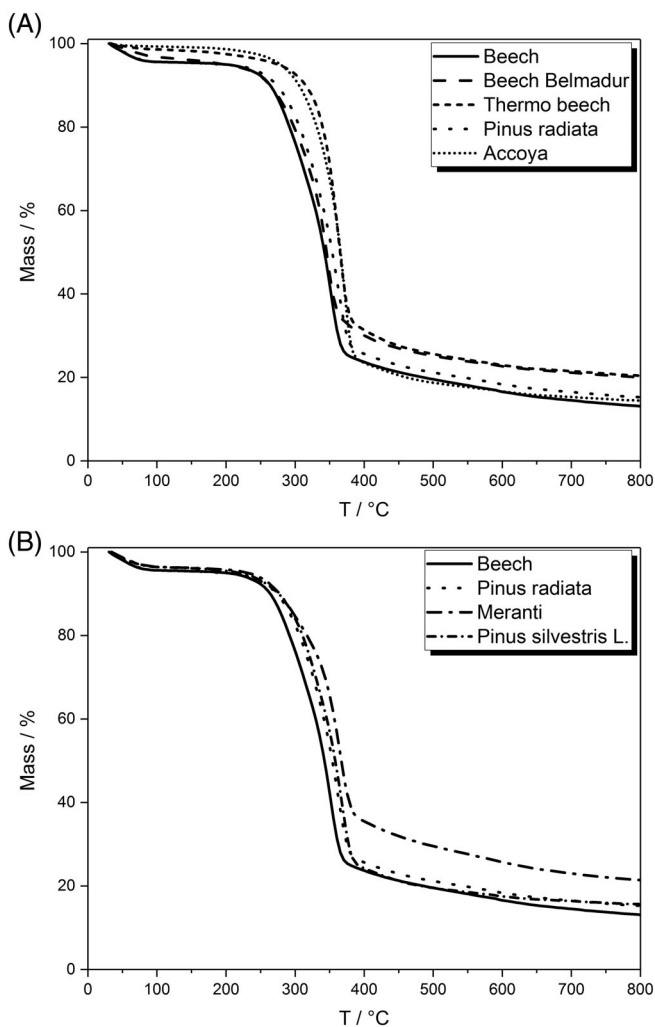 (A)
100
80
60
40
20
0
Mass / %
Beech
Beech Belmadur
Thermo beech
Pinus radiata
Accoya
0 100 200 300 400 500 600 700 800
T / °C
(B)
100
80
60
40
20
0
Mass / %
Beech
Pinus radiata
Meranti
Pinus silvestris L.
0 100 200 300 400 500 600 700 800
T / °C